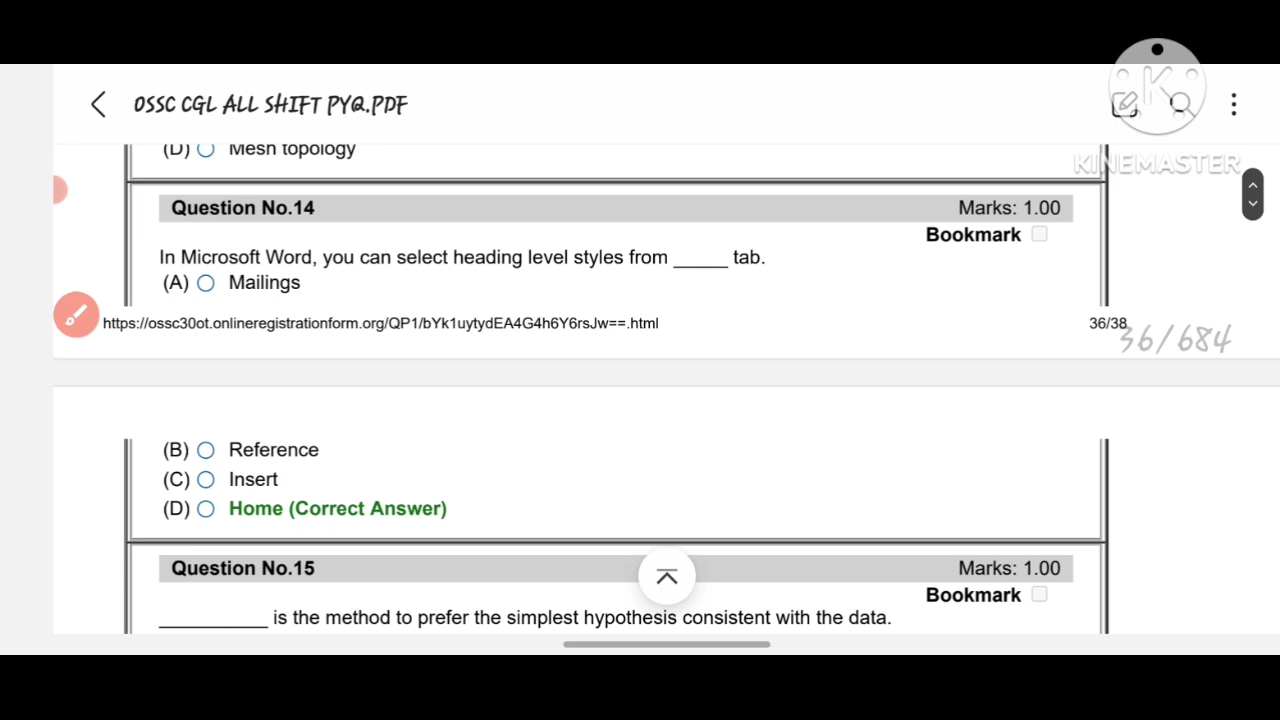 OSSC CGL ALL SHIFT PYQ.PDF
KINEMASTER
(D) Mesh topology
Question No.14 Marks: 1.00
Bookmark
In Microsoft Word, you can select heading level styles from _____ tab.
(A) Mailings
https://ossc30ot.onlineregistrationform.org/QP1/bYk1uytydEA4G4h6Y6rsJw==.html 36/38
36/684
(B) Reference
(C) Insert
(D) Home (Correct Answer)
Question No.15 Marks: 1.00
Bookmark
__________ is the method to prefer the simplest hypothesis consistent with the data.